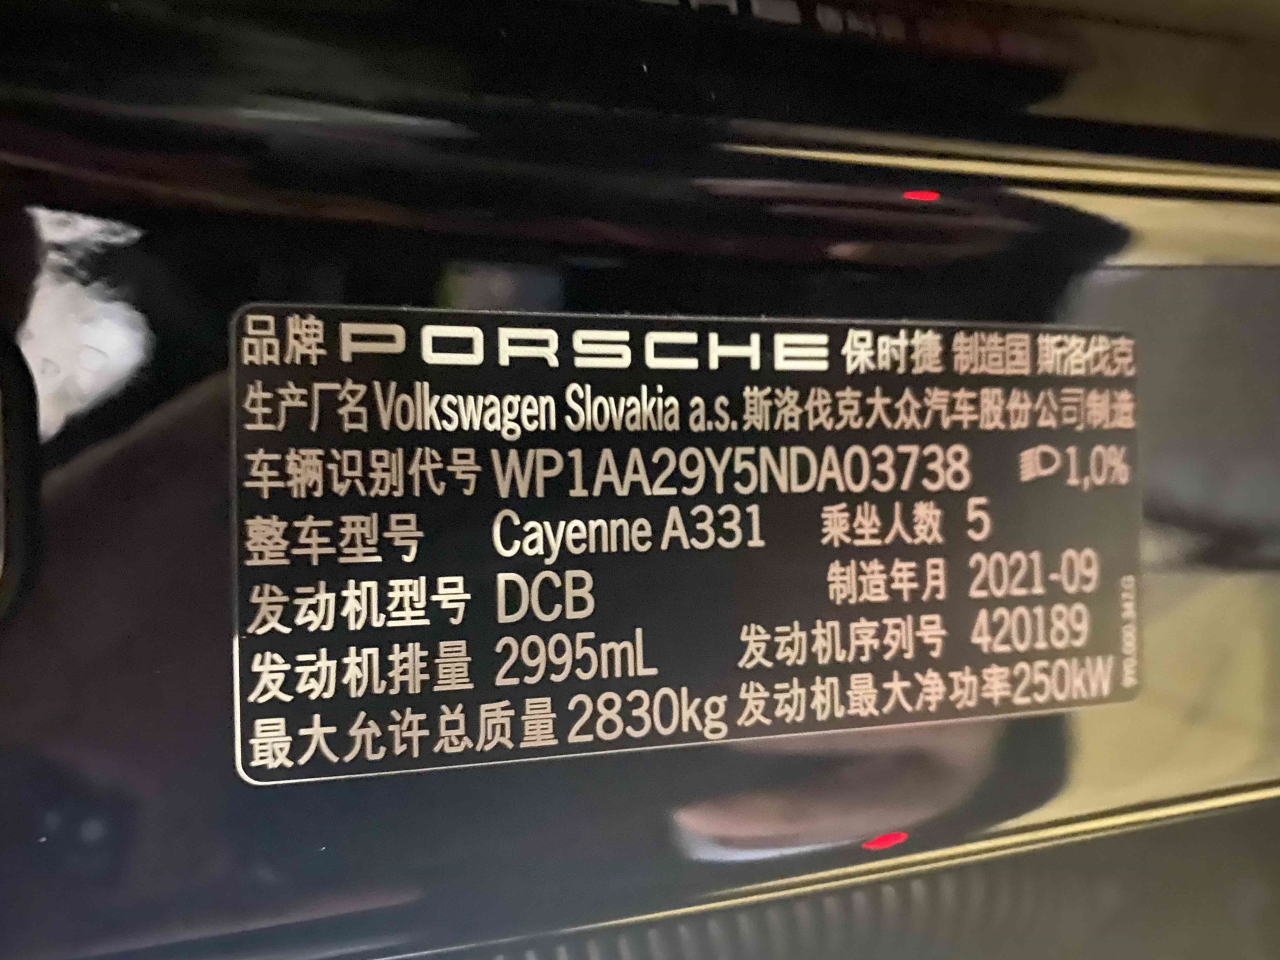 品牌 PORSCHE 保时捷 制造国 斯洛伐克
生产厂名 Volkswagen Slovakia a.s. 斯洛伐克大众汽车股份公司制造
车辆识别代号 WP1AA29Y5NDA03738 1,0%
整车型号 Cayenne A331 乘坐人数 5
发动机型号 DCB 制造年月 2021-09
发动机排量 2995mL 发动机序列号 420189
最大允许总质量 2830kg 发动机最大净功率 250kW